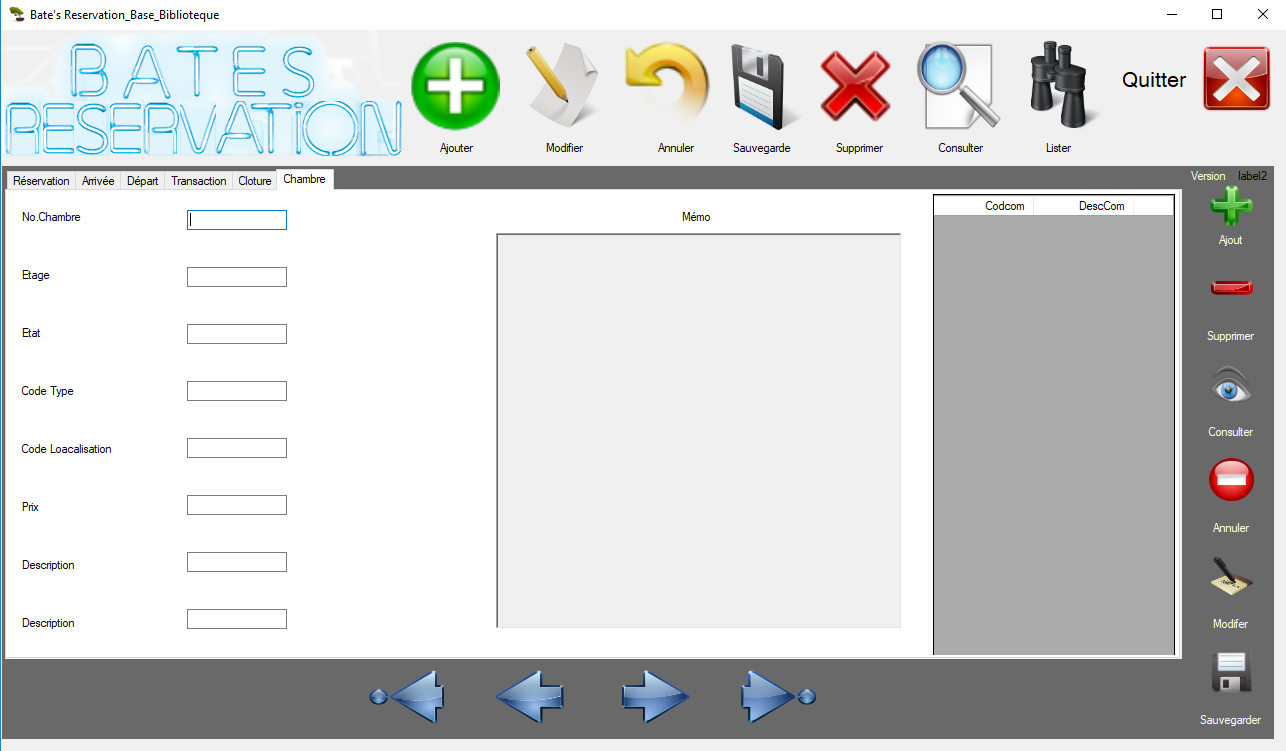 Bate's Reservation_Base_Biblioteque
BATES
RESERVATiON
Ajouter
Modifier
Annuler
Sauvegarde
Supprimer
Consulter
Lister
Quitter
Réservation
Arrivée
Départ
Transaction
Cloture
Chambre
Version label2
No.Chambre
Etage
Etat
Code Type
Code Loacalisation
Prix
Description
Description
Mémo
Codcom DescCom
Ajout
Supprimer
Consulter
Annuler
Modifer
Sauvegarder